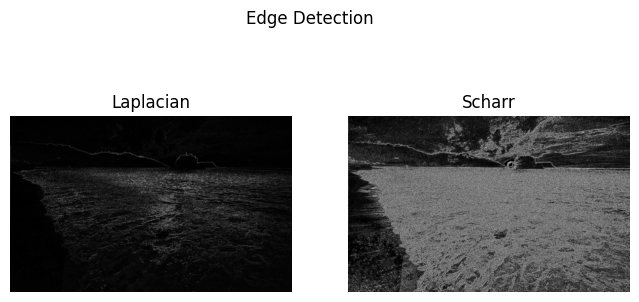 Edge Detection
Laplacian
Scharr